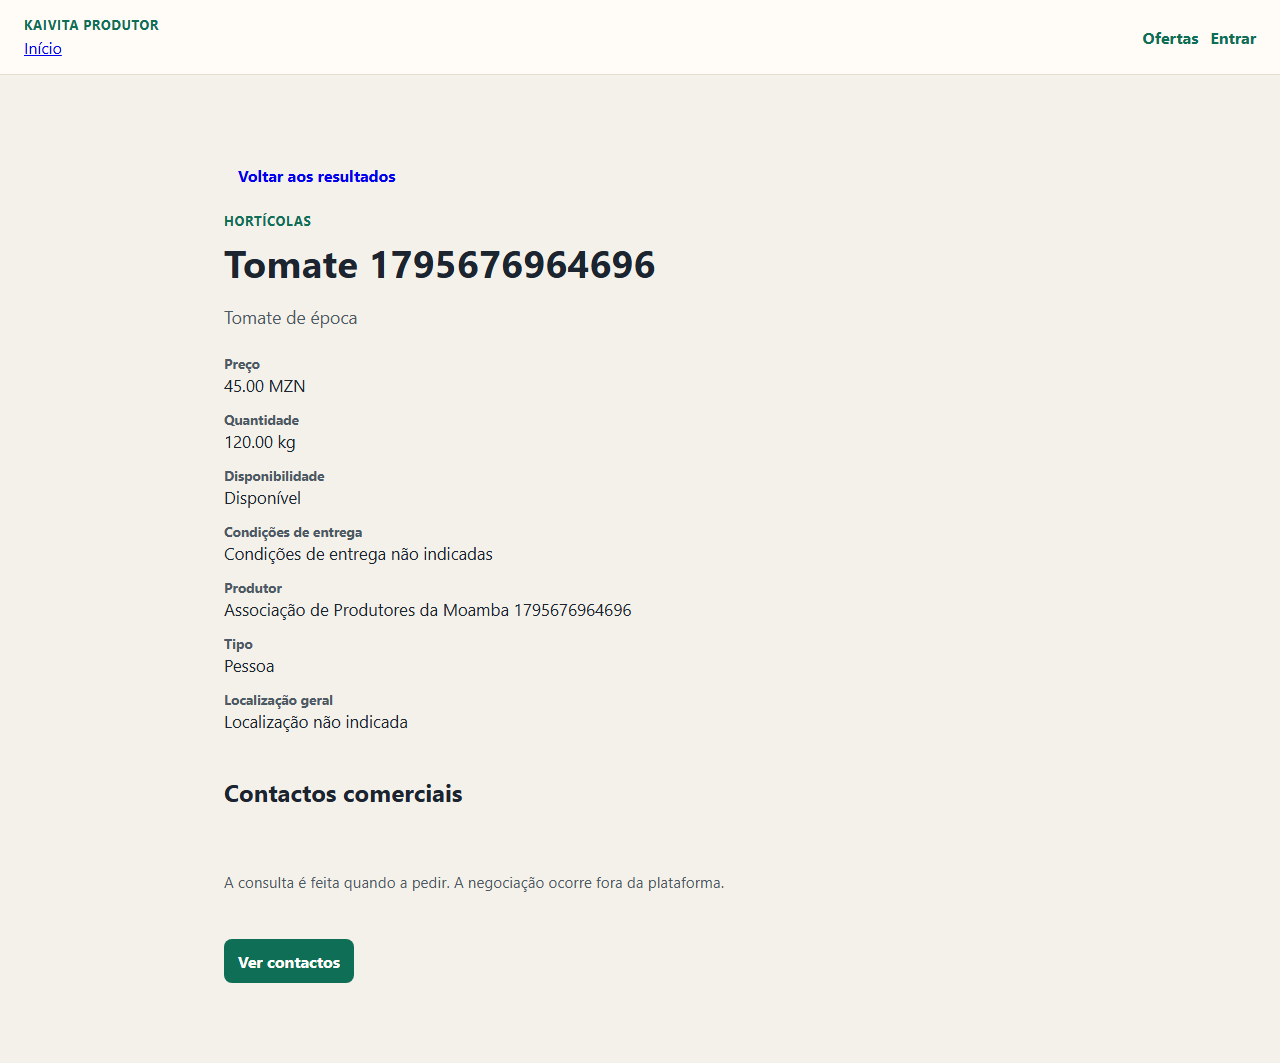 KAIVITA PRODUTOR
Início
Ofertas Entrar
Voltar aos resultados
HORTÍCOLAS
Tomate 1795676964696
Tomate de época
Preço
45.00 MZN
Quantidade
120.00 kg
Disponibilidade
Disponível
Condições de entrega
Condições de entrega não indicadas
Produtor
Associação de Produtores da Moamba 1795676964696
Tipo
Pessoa
Localização geral
Localização não indicada
Contactos comerciais
A consulta é feita quando a pedir. A negociação ocorre fora da plataforma.
Ver contactos